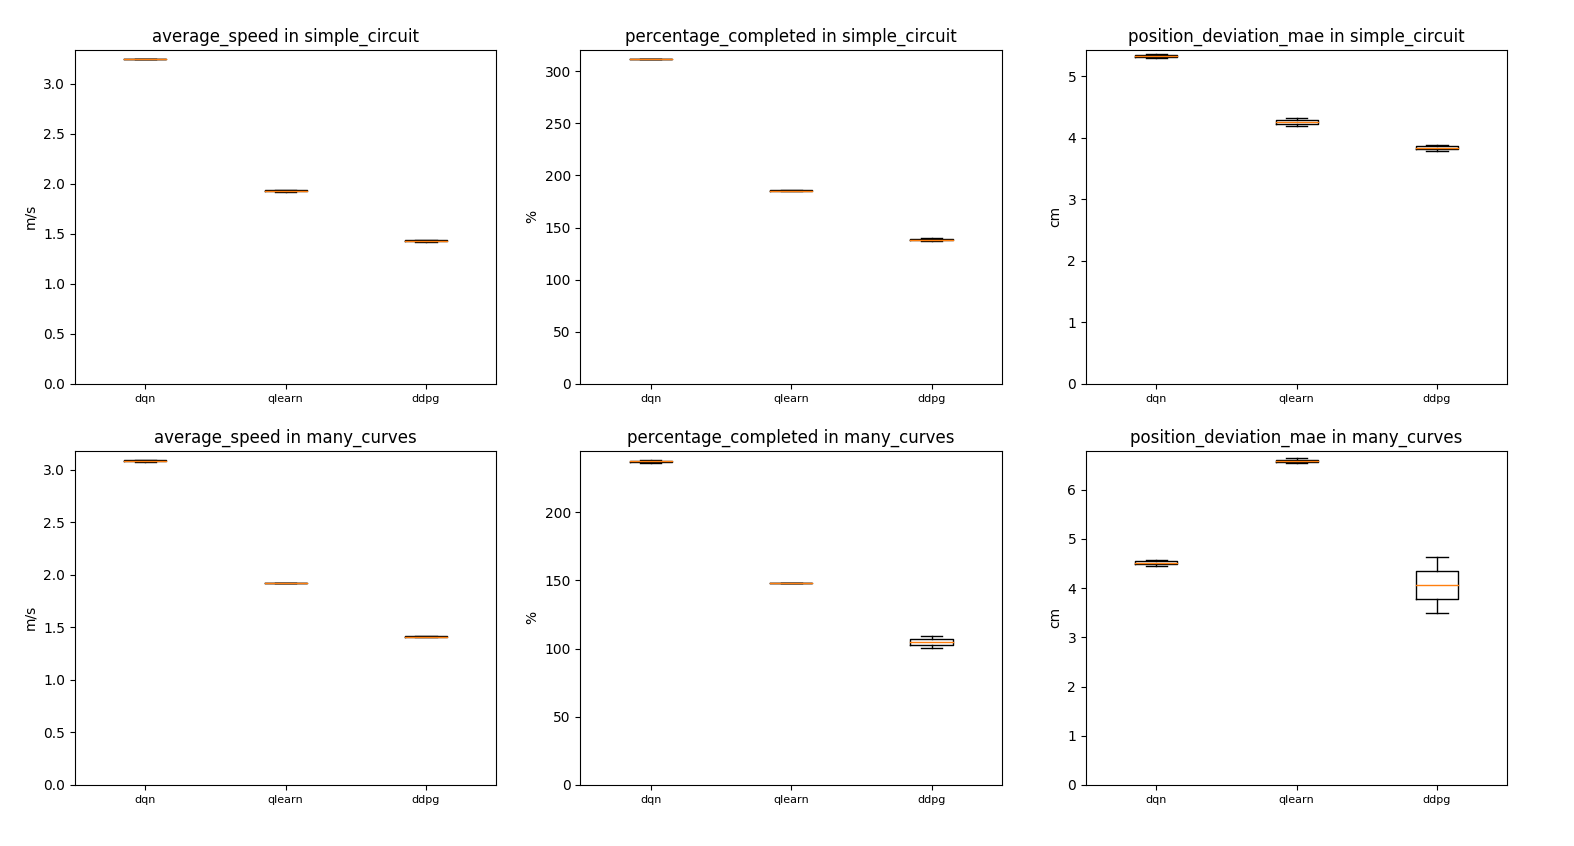 average_speed in simple_circuit
m/s
3.0
2.5
2.0
1.5
1.0
0.5
0.0
dqn qlearn ddpg
percentage_completed in simple_circuit
%
300
250
200
150
100
50
0
dqn qlearn ddpg
position_deviation_mae in simple_circuit
cm
5
4
3
2
1
0
dqn qlearn ddpg
average_speed in many_curves
m/s
3.0
2.5
2.0
1.5
1.0
0.5
0.0
dqn qlearn ddpg
percentage_completed in many_curves
%
200
150
100
50
0
dqn qlearn ddpg
position_deviation_mae in many_curves
cm
6
5
4
3
2
1
0
dqn qlearn ddpg